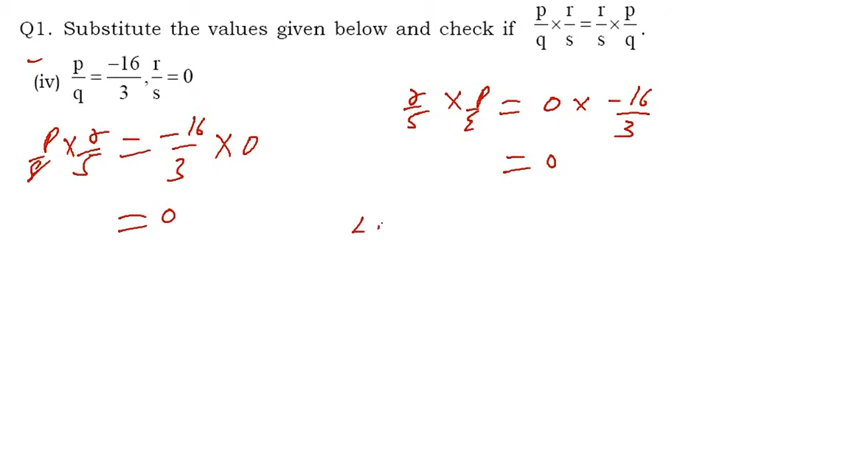 Q1. Substitute the values given below and check if p/q × r/s = r/s × p/q.
(iv) p/q = -16/3, r/s = 0
p/q × r/s = -16/3 × 0
= 0
r/s × p/q = 0 × -16/3
= 0